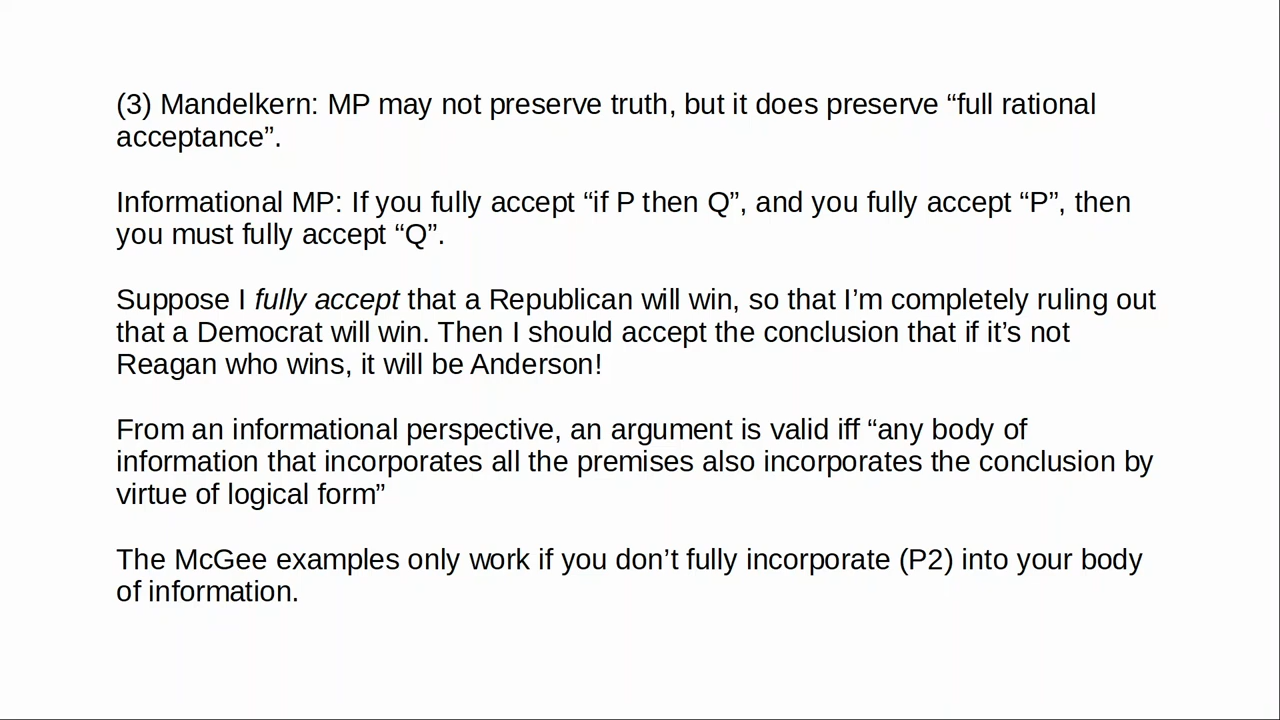 (3) Mandelkern: MP may not preserve truth, but it does preserve “full rational
acceptance”.
Informational MP: If you fully accept “if P then Q”, and you fully accept “P”, then
you must fully accept “Q”.
Suppose I fully accept that a Republican will win, so that I’m completely ruling out
that a Democrat will win. Then I should accept the conclusion that if it’s not
Reagan who wins, it will be Anderson!
From an informational perspective, an argument is valid iff “any body of
information that incorporates all the premises also incorporates the conclusion by
virtue of logical form”
The McGee examples only work if you don’t fully incorporate (P2) into your body
of information.